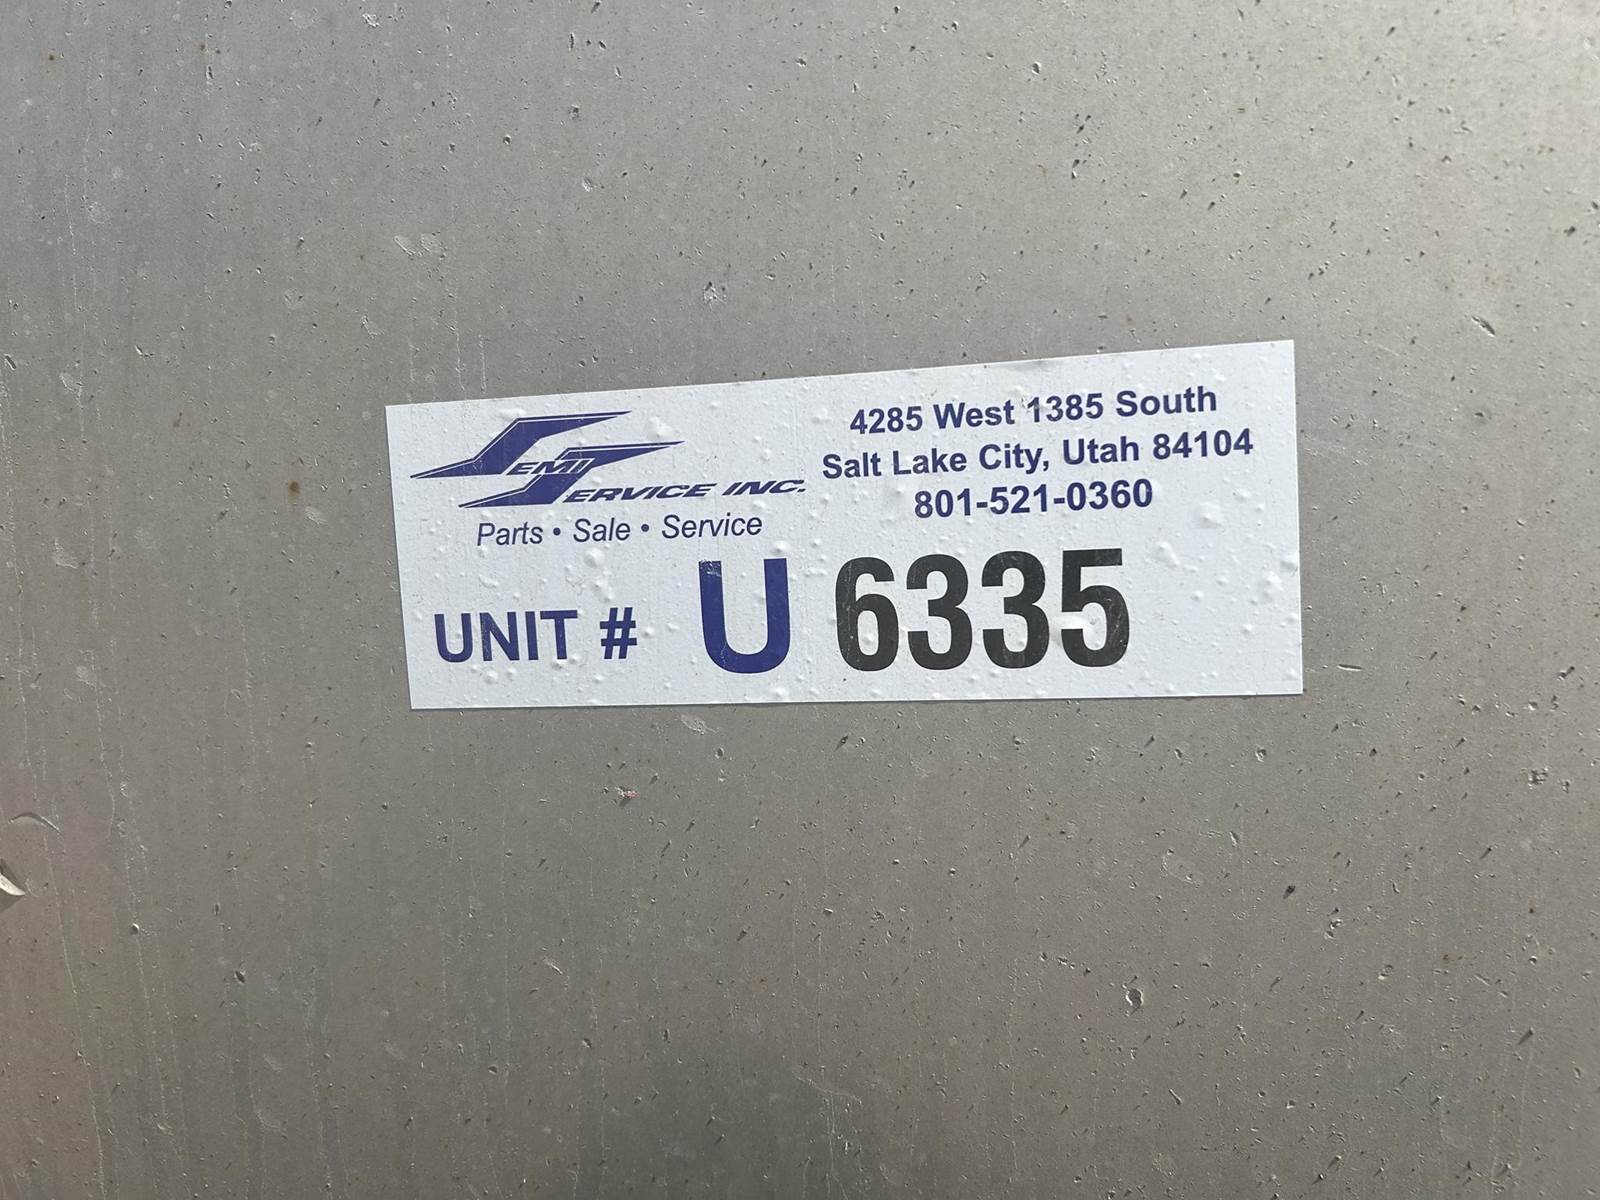 SEMI
SERVICE INC.
Parts • Sale • Service
4285 West 1385 South
Salt Lake City, Utah 84104
801-521-0360
UNIT # U 6335